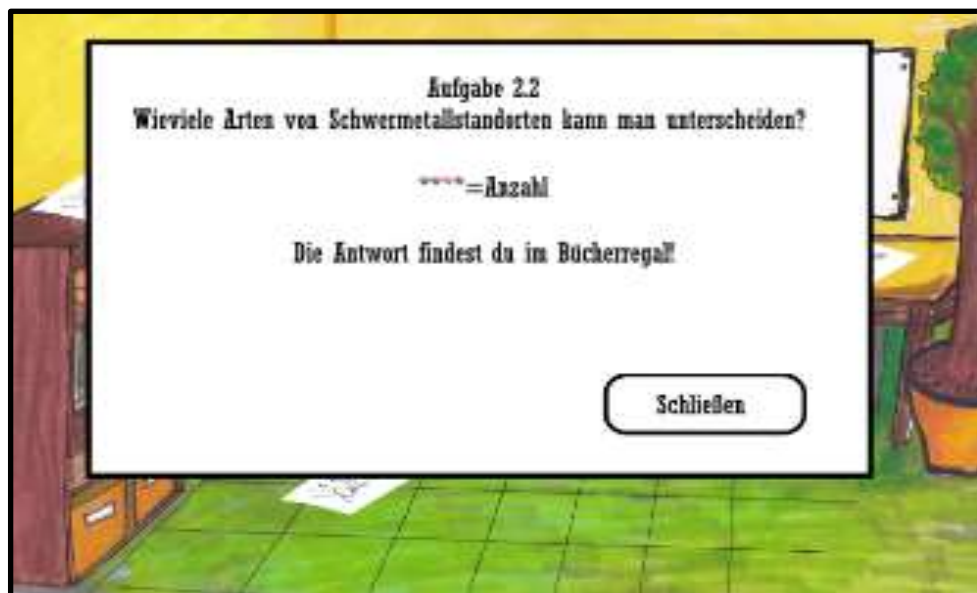 Aufgabe 2.2
Wieviele Arten von Schwermetallstandorten kann man unterscheiden?
****=Anzahl
Die Antwort findest du im Bücherregal!
Schließen